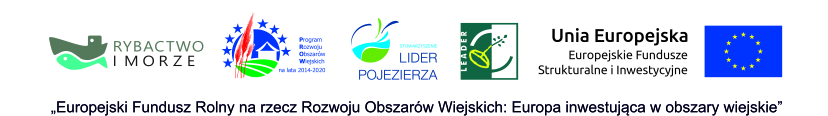 RYBACTWO
I MORZE
Program
Rozwoju
Obszarów
Wiejskich
na lata 2014-2020
STOWARZYSZENIE
LIDER
POJEZIERZA
LEADER
Unia Europejska
Europejskie Fundusze
Strukturalne i Inwestycyjne
„Europejski Fundusz Rolny na rzecz Rozwoju Obszarów Wiejskich: Europa inwestująca w obszary wiejskie”